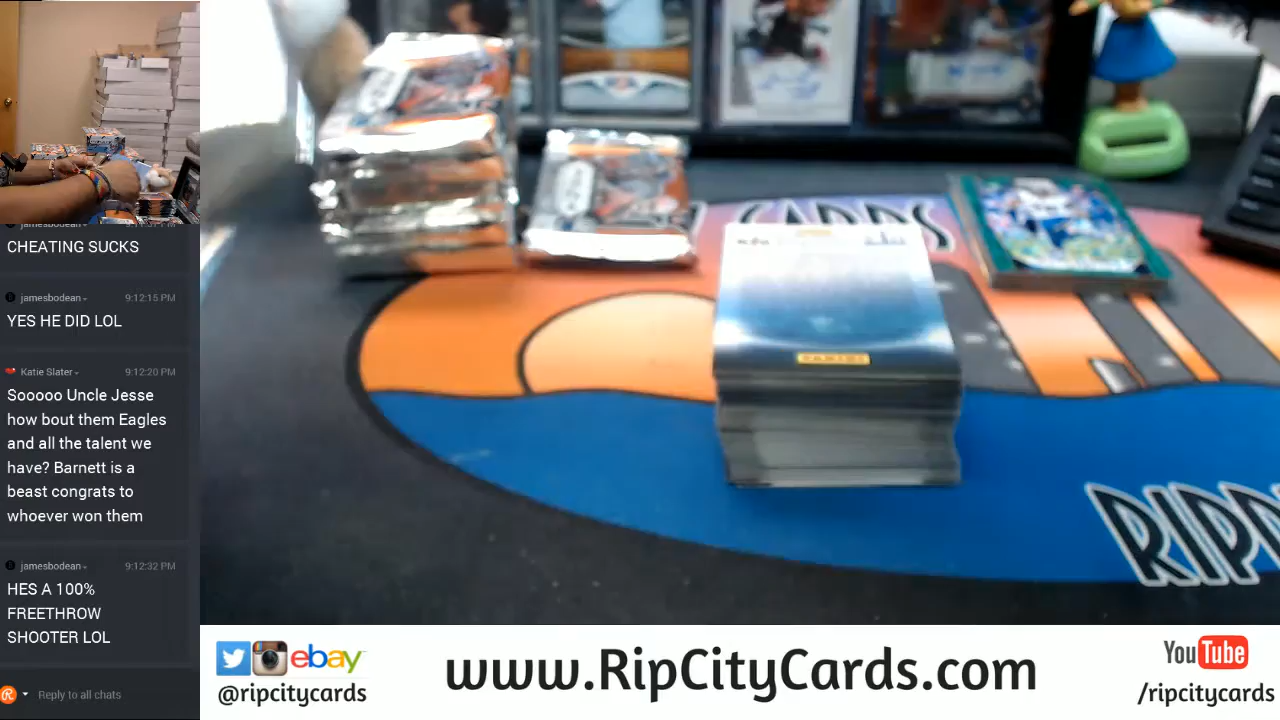 CHEATING SUCKS
jamesbodean
9:12:15 PM
YES HE DID LOL
Katie Slater
9:12:20 PM
Sooooo Uncle Jesse
how bout them Eagles
and all the talent we
have? Barnett is a
beast congrats to
whoever won them
jamesbodean
9:12:32 PM
HES A 100%
FREETHROW
SHOOTER LOL
Reply to all chats
CARDS
PANINI
RIPP
ebay
@ripcitycards
www.RipCityCards.com
YouTube
/ripcitycards